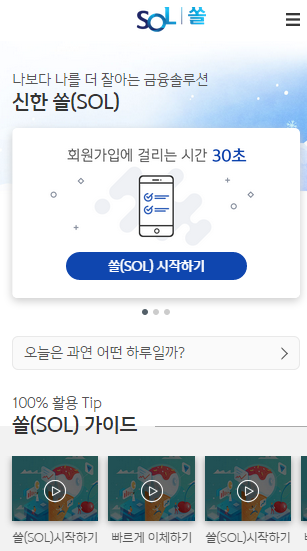 SOL 쏠
나보다 나를 더 잘아는 금융솔루션
신한 쏠(SOL)
회원가입에 걸리는 시간 30초
쏠(SOL) 시작하기
오늘은 과연 어떤 하루일까?
100% 활용 Tip
쏠(SOL) 가이드
쏠(SOL)시작하기 빠르게 이체하기 쏠(SOL)시작하기